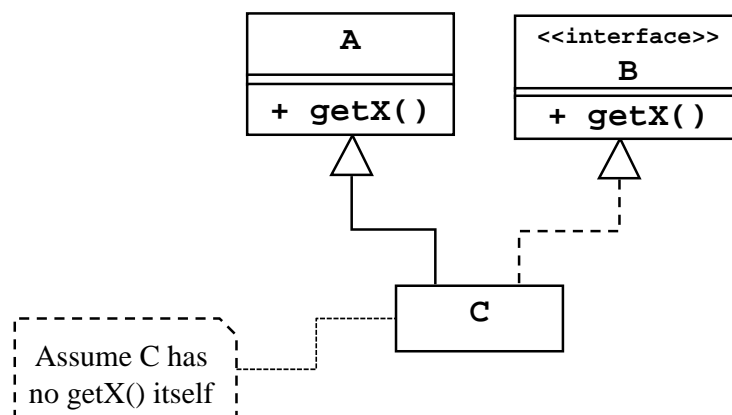 A
+ getX()
<<interface>>
B
+ getX()
C
Assume C has
no getX() itself